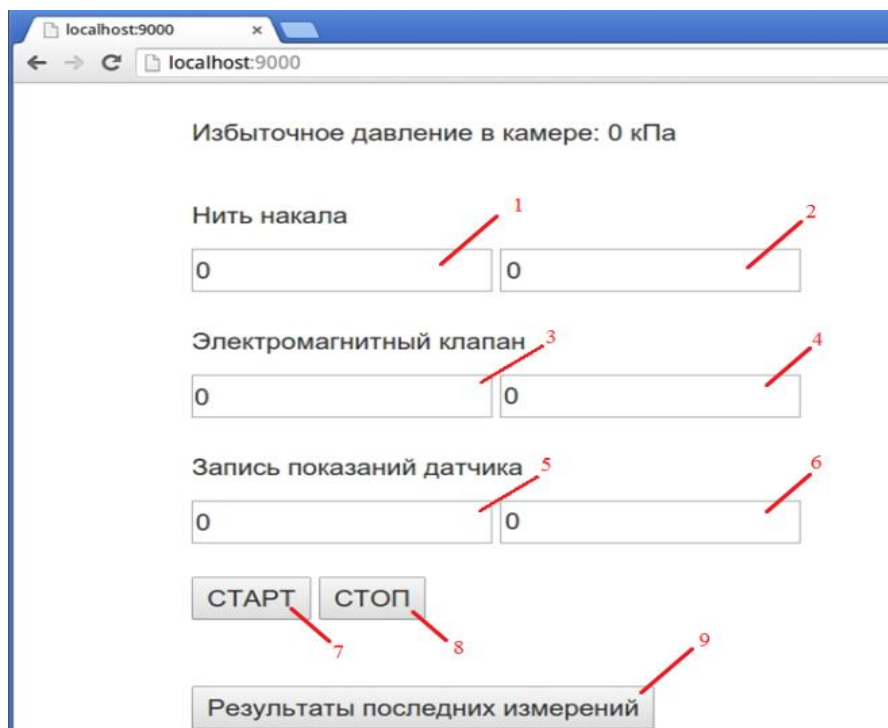 localhost:9000 ×
localhost:9000
Избыточное давление в камере: 0 кПа
Нить накала 1 2
0 0
Электромагнитный клапан 3 4
0 0
Запись показаний датчика 5 6
0 0
СТАРТ СТОП
7 8
9
Результаты последних измерений